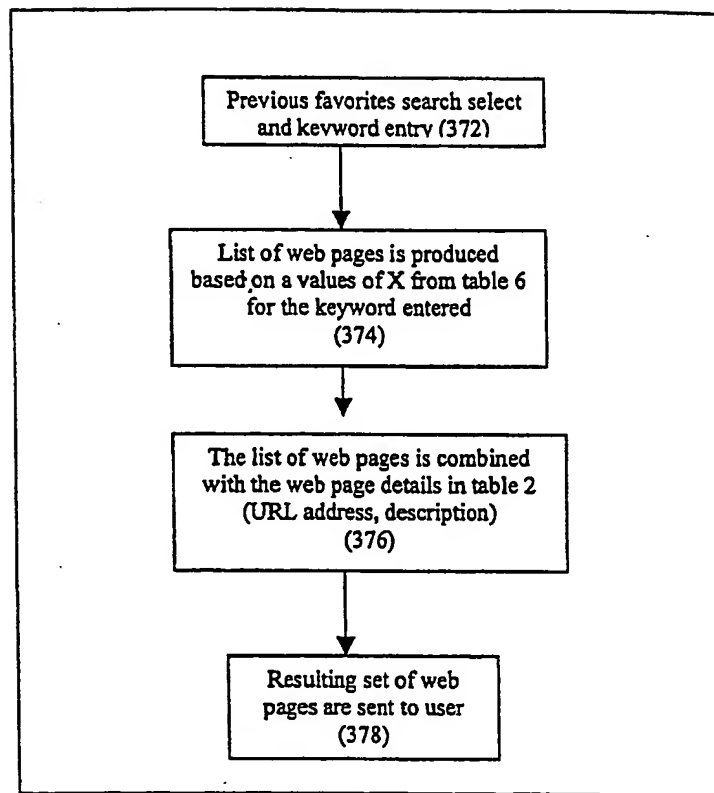 Previous favorites search select
and keyword entry (372)
List of web pages is produced
based on a values of X from table 6
for the keyword entered
(374)
The list of web pages is combined
with the web page details in table 2
(URL address, description)
(376)
Resulting set of web
pages are sent to user
(378)